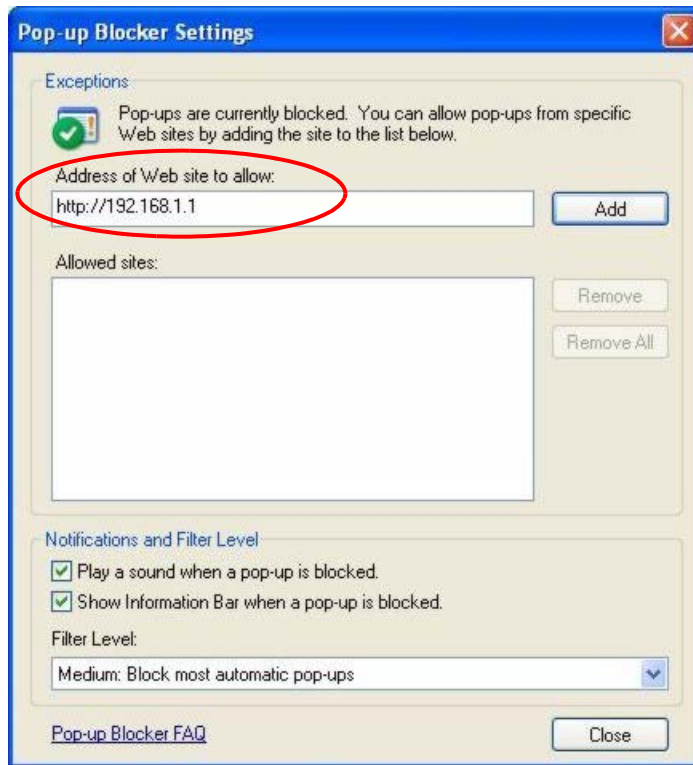 Pop-up Blocker Settings
Exceptions
Pop-ups are currently blocked. You can allow pop-ups from specific
Web sites by adding the site to the list below.
Address of Web site to allow:
http://192.168.1.1
Add
Allowed sites:
Remove
Remove All
Notifications and Filter Level
Play a sound when a pop-up is blocked.
Show Information Bar when a pop-up is blocked.
Filter Level:
Medium: Block most automatic pop-ups
Pop-up Blocker FAQ
Close